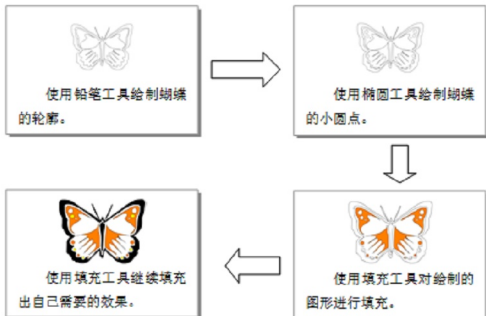 使用铅笔工具绘制蝴蝶
的轮廓。
使用椭圆工具绘制蝴蝶
的小圆点。
使用填充工具对绘制的
图形进行填充。
使用填充工具继续填充
出自己需要的效果。